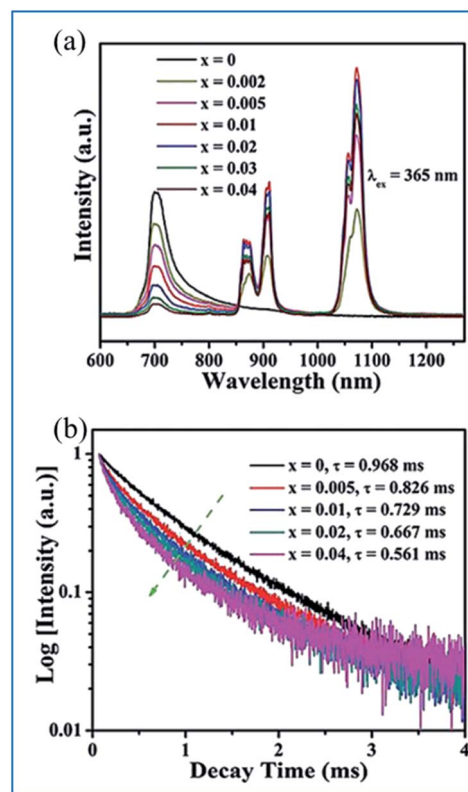 (a)
x = 0
x = 0.002
x = 0.005
x = 0.01
x = 0.02
x = 0.03
x = 0.04
λex = 365 nm
Intensity (a.u.)
600 700 800 900 1000 1100 1200
Wavelength (nm)
(b)
x = 0, τ = 0.968 ms
x = 0.005, τ = 0.826 ms
x = 0.01, τ = 0.729 ms
x = 0.02, τ = 0.667 ms
x = 0.04, τ = 0.561 ms
Log [Intensity (a.u.)]
1
0.1
0.01
0 1 2 3 4
Decay Time (ms)